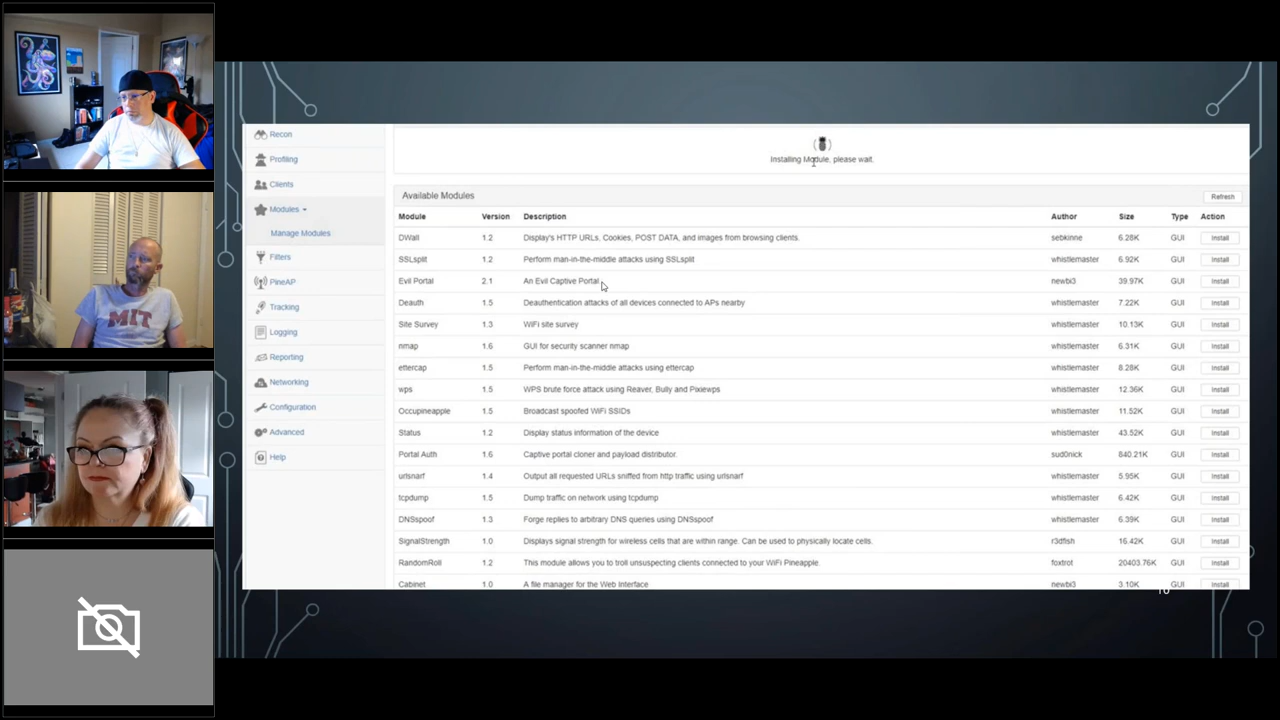 MIT
Recon
Profiling
Clients
Modules
Manage Modules
Filters
PineAP
Tracking
Logging
Reporting
Networking
Configuration
Advanced
Help
Installing Module, please wait.
Available Modules Refresh
Module Version Description Author Size Type Action
DWall 1.2 Display's HTTP URLs, Cookies, POST DATA, and images from browsing clients. sebkinne 6.28K GUI Install
SSLsplit 1.2 Perform man-in-the-middle attacks using SSLsplit whistlemaster 6.92K GUI Install
Evil Portal 2.1 An Evil Captive Portal. newbi3 39.97K GUI Install
Deauth 1.5 Deauthentication attacks of all devices connected to APs nearby whistlemaster 7.22K GUI Install
Site Survey 1.3 WiFi site survey whistlemaster 10.13K GUI Install
nmap 1.6 GUI for security scanner nmap whistlemaster 6.31K GUI Install
ettercap 1.5 Perform man-in-the-middle attacks using ettercap whistlemaster 8.28K GUI Install
wps 1.5 WPS brute force attack using Reaver, Bully and Pixiewps whistlemaster 12.36K GUI Install
Occupineapple 1.5 Broadcast spoofed WiFi SSIDs whistlemaster 11.52K GUI Install
Status 1.2 Display status information of the device whistlemaster 43.52K GUI Install
Portal Auth 1.6 Captive portal cloner and payload distributor. sud0nick 840.21K GUI Install
urlsnarf 1.4 Output all requested URLs sniffed from http traffic using urlsnarf whistlemaster 5.95K GUI Install
tcpdump 1.5 Dump traffic on network using tcpdump whistlemaster 6.42K GUI Install
DNSspoof 1.3 Forge replies to arbitrary DNS queries using DNSspoof whistlemaster 6.39K GUI Install
SignalStrength 1.0 Displays signal strength for wireless cells that are within range. Can be used to physically locate cells. r3dfish 16.42K GUI Install
RandomRoll 1.2 This module allows you to troll unsuspecting clients connected to your WiFi Pineapple. foxtrot 20403.76K GUI Install
Cabinet 1.0 A file manager for the Web Interface newbi3 3.10K GUI Install